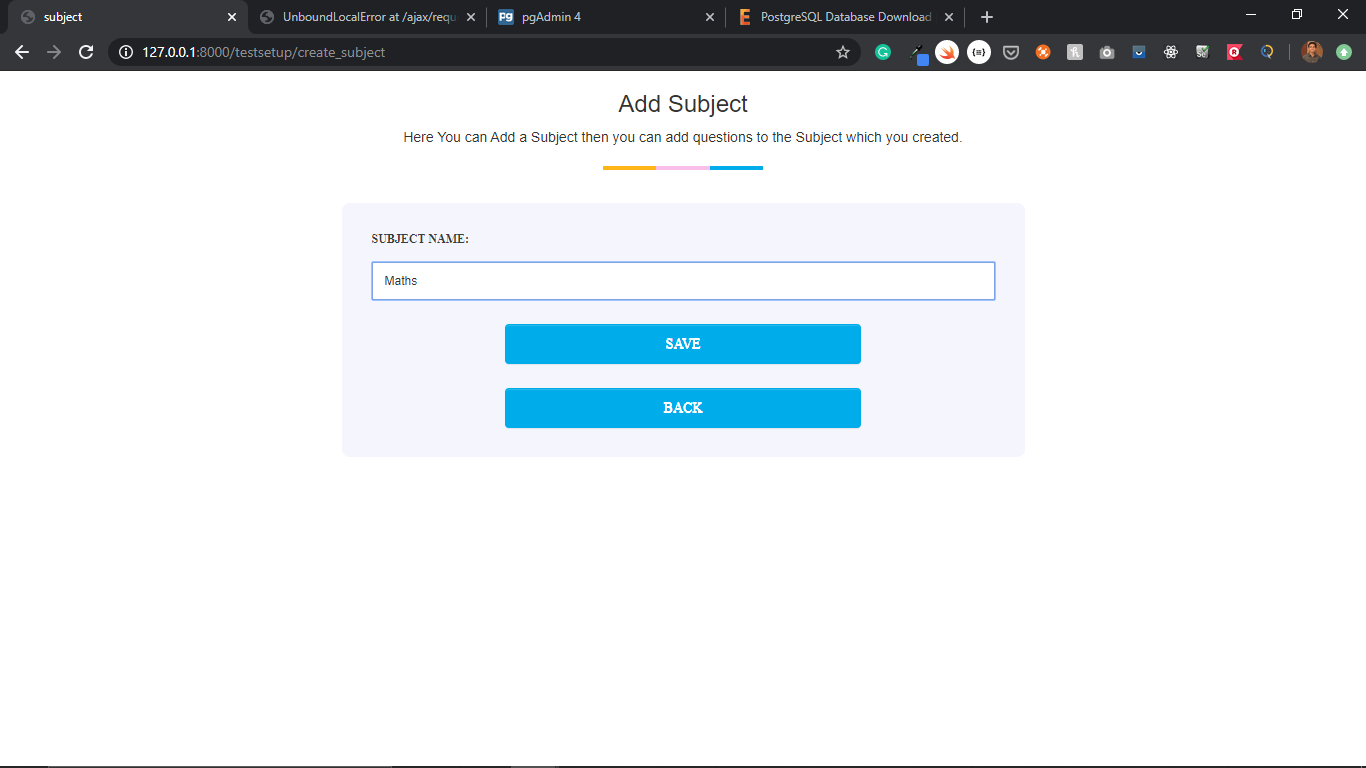 subject
UnboundLocalError at /ajax/requ
pgAdmin 4
PostgreSQL Database Download
127.0.0.1:8000/testsetup/create_subject
Add Subject
Here You can Add a Subject then you can add questions to the Subject which you created.
SUBJECT NAME:
Maths
SAVE
BACK